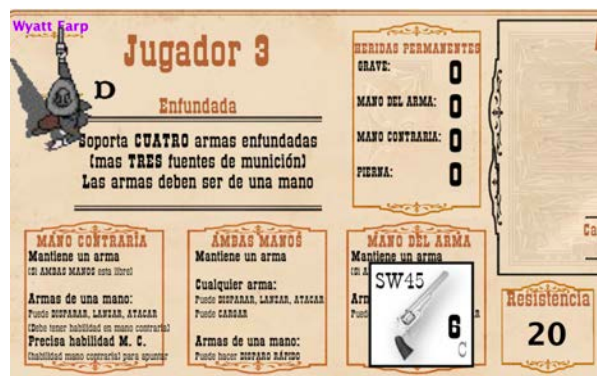 Wyatt Earp
Jugador 3
D
Enfundada
Soporta CUATRO armas enfundadas
(mas TRES fuentes de munición)
Las armas deben ser de una mano
HERIDAS PERMANENTES
GRAVE: 0
MANO DEL ARMA: 0
MANO CONTRARIA: 0
PIERNA: 0
MANO CONTRARIA
Mantiene un arma
(SI AMBAS MANOS esta libre)
Armas de una mano:
Puede DISPARAR, LANZAR, ATACAR
(Debe tener habilidad en mano contraria)
Precisa habilidad M. C.
(habilidad mano contraria) para apuntar
AMBAS MANOS
Mantiene un arma
Cualquier arma:
Puede DISPARAR, LANZAR, ATACAR
Puede CARGAR
Armas de una mano:
Puede hacer DISPARO RÁPIDO
MANO DEL ARMA
Mantiene un arma
(SI A
Arm
Pued
R
SW45
6
C
Ca
Resistencia
20